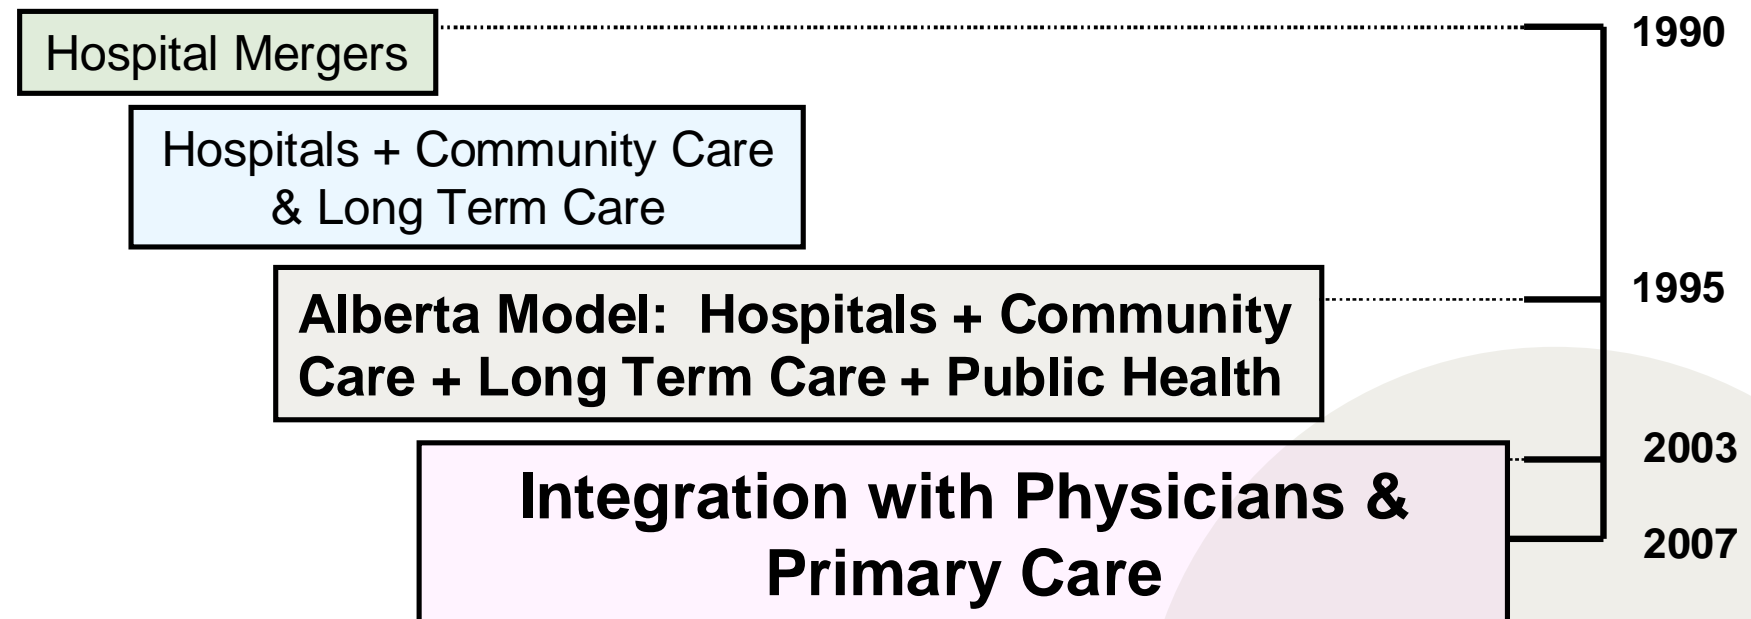 Hospital Mergers
1990
Hospitals + Community Care
& Long Term Care
Alberta Model:  Hospitals + Community
Care + Long Term Care + Public Health
1995
Integration with Physicians &
Primary Care
2003
2007